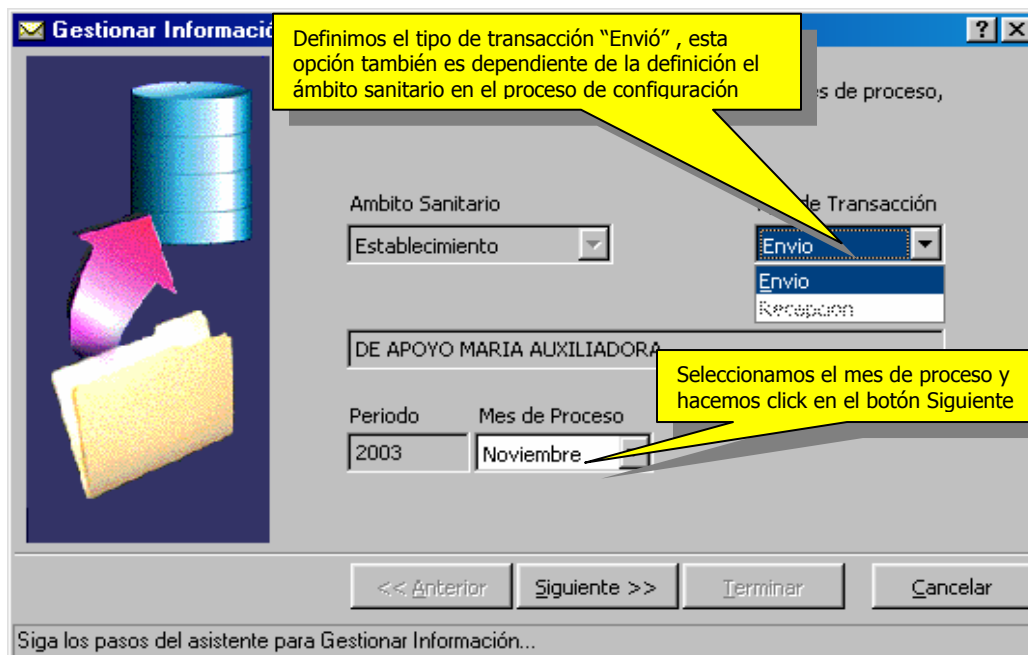 Gestionar Informació
Definimos el tipo de transacción “Envió” , esta
opción también es dependiente de la definición el
ámbito sanitario en el proceso de configuración
es de proceso,
Ambito Sanitario
de Transacción
Establecimiento
Envio
Envio
Recepcion
DE APOYO MARIA AUXILIADORA
Seleccionamos el mes de proceso y
hacemos click en el botón Siguiente
Periodo
Mes de Proceso
2003
Noviembre
<< Anterior
Siguiente >>
Terminar
Cancelar
Siga los pasos del asistente para Gestionar Información...